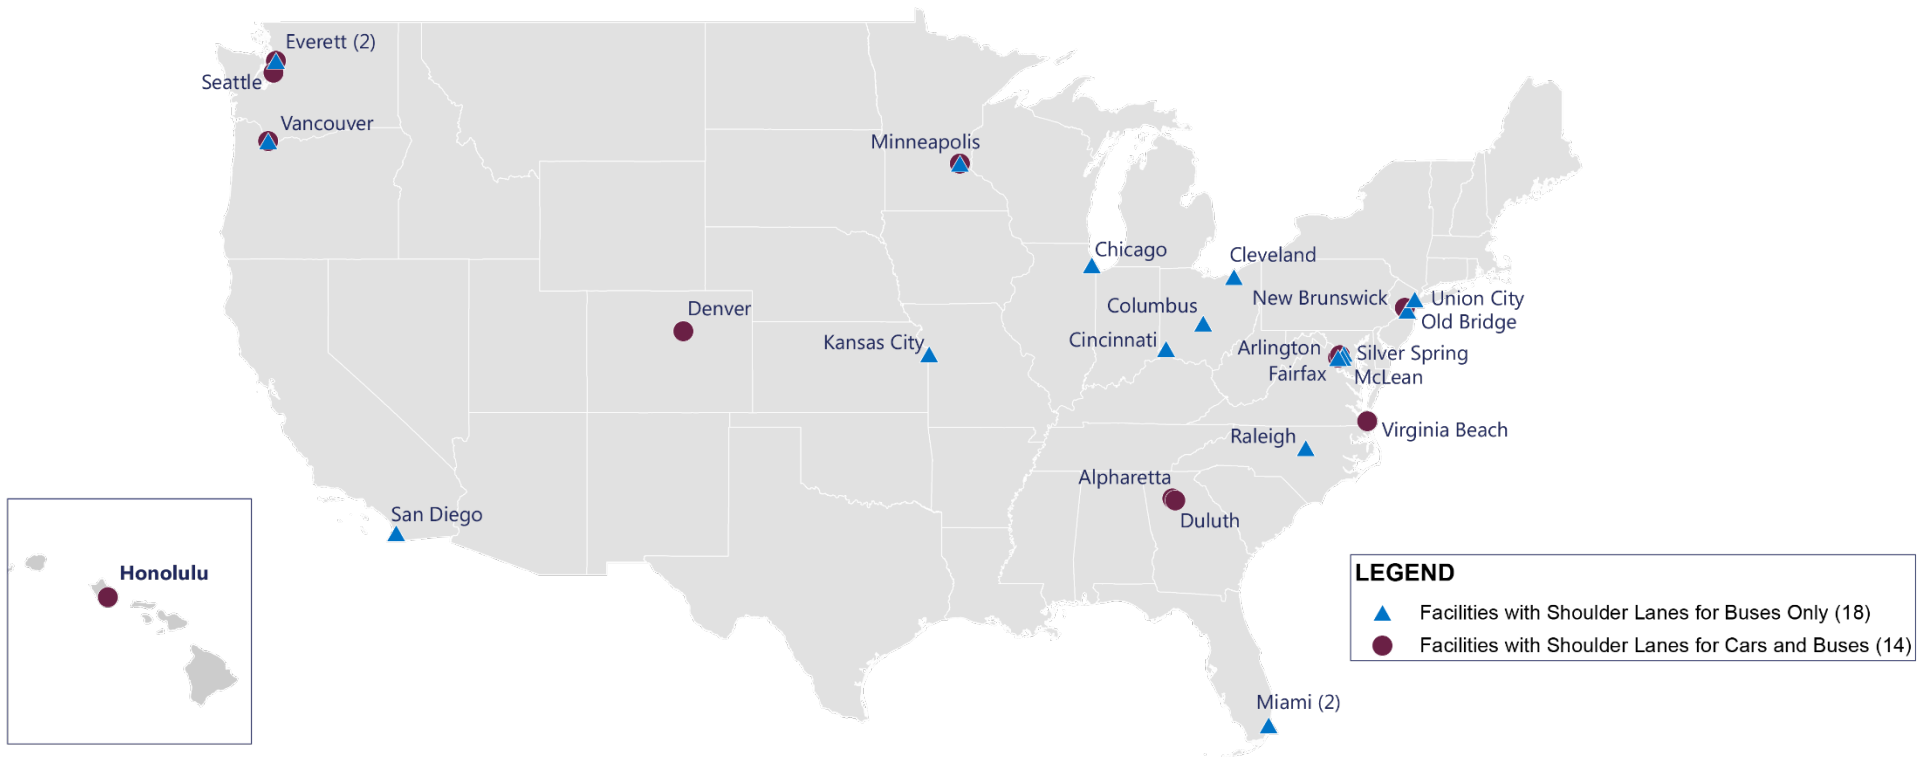 Everett (2)
Seattle
Vancouver
Minneapolis
Chicago
Cleveland
Denver
New Brunswick
Union City
Columbus
Old Bridge
Kansas City
Cincinnati
Arlington
Silver Spring
Fairfax
McLean
Virginia Beach
Raleigh
Alpharetta
Duluth
San Diego
Honolulu
LEGEND
Facilities with Shoulder Lanes for Buses Only (18)
Facilities with Shoulder Lanes for Cars and Buses (14)
Miami (2)